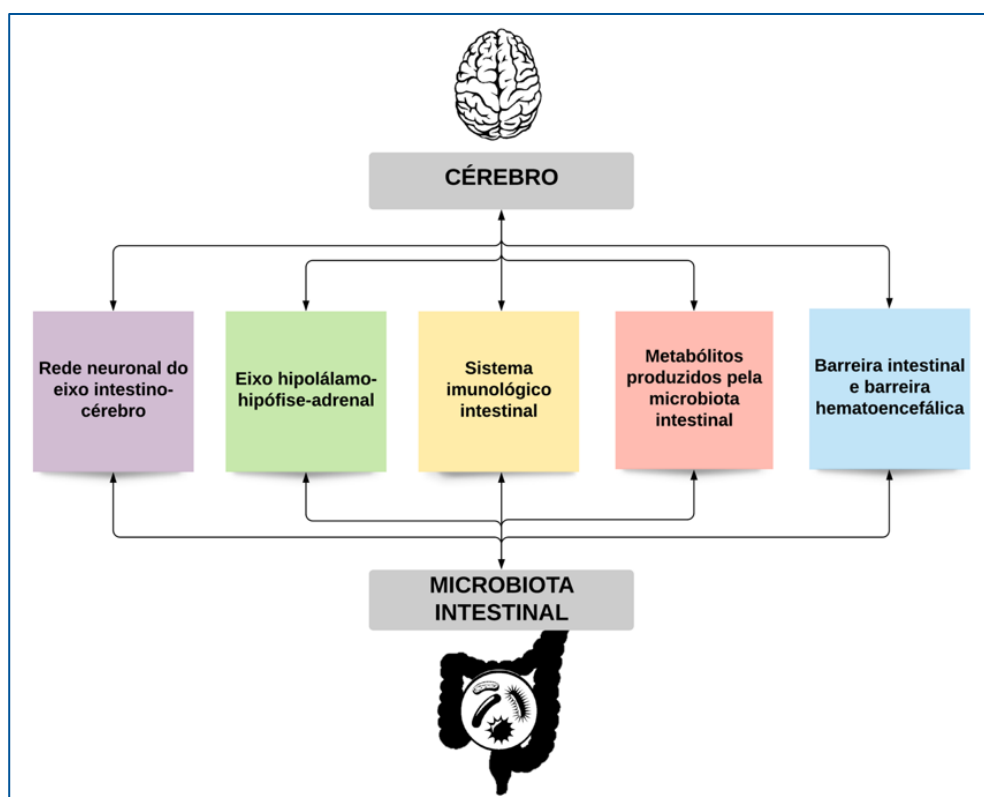 CÉREBRO
Rede neuronal do
eixo intestino-
cérebro
Eixo hipolálamo-
hipófise-adrenal
Sistema
imunológico
intestinal
Metabólitos
produzidos pela
microbiota
intestinal
Barreira intestinal
e barreira
hematoencefálica
MICROBIOTA
INTESTINAL